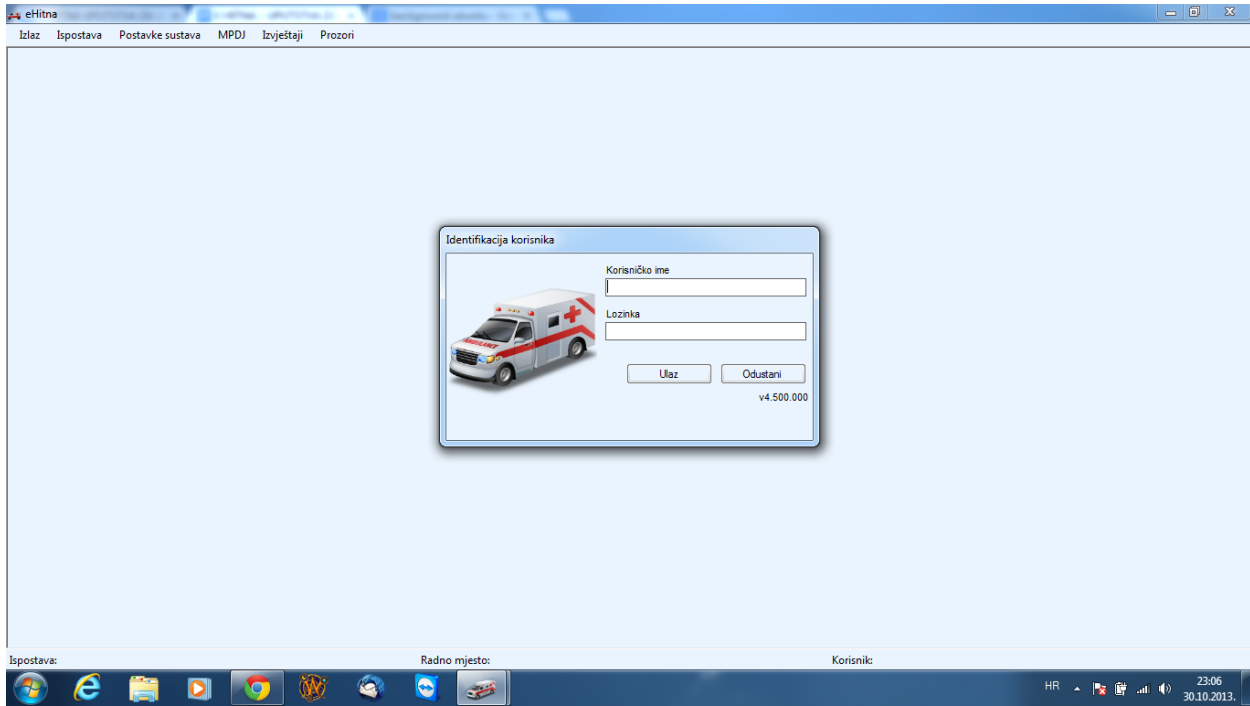 eHitna
Izlaz Ispostava Postavke sustava MPDJ Izvještaji Prozori
Identifikacija korisnika
Korisničko ime
Lozinka
AMBULANCE
Ulaz Odustani
v4.500.000
Ispostava: Radno mjesto: Korisnik:
HR 23:06
30.10.2013.